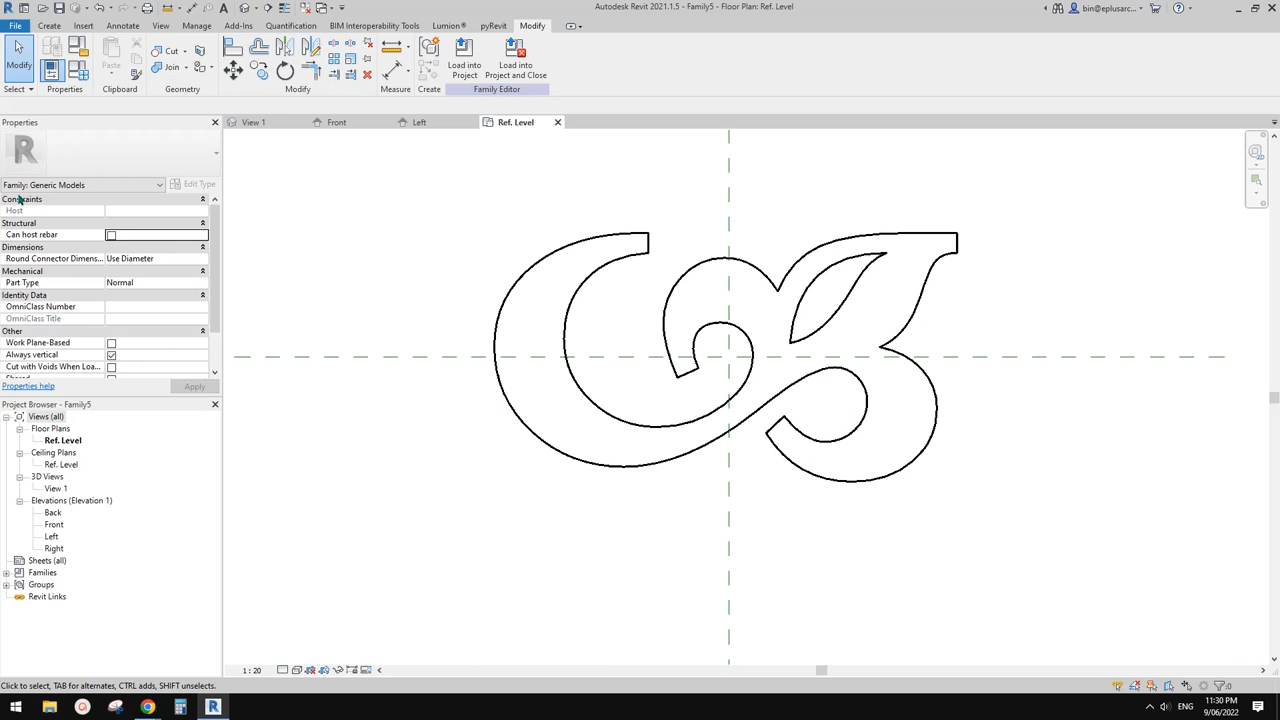 Autodesk Revit 2021.1.5 - Family5 - Floor Plan: Ref. Level
bin@eplusarc...
File Create Insert Annotate View Manage Add-Ins Quantification BIM Interoperability Tools Lumion® pyRevit Modify
Modify Paste Cut Join Load into Project Load into Project and Close
Select Properties Clipboard Geometry Modify Measure Create Family Editor
Properties
View 1 Front Left Ref. Level
Family: Generic Models Edit Type
Constraints
Host
Structural
Can host rebar
Dimensions
Round Connector Dimens... Use Diameter
Mechanical
Part Type Normal
Identity Data
OmniClass Number
OmniClass Title
Other
Work Plane-Based
Always vertical
Cut with Voids When Loa...
Properties help Apply
Project Browser - Family5
Views (all)
Floor Plans
Ref. Level
Ceiling Plans
Ref. Level
3D Views
View 1
Elevations (Elevation 1)
Back
Front
Left
Right
Sheets (all)
Families
Groups
Revit Links
1 : 20
Click to select, TAB for alternates, CTRL adds, SHIFT unselects.
:0
ENG
11:30 PM
9/06/2022